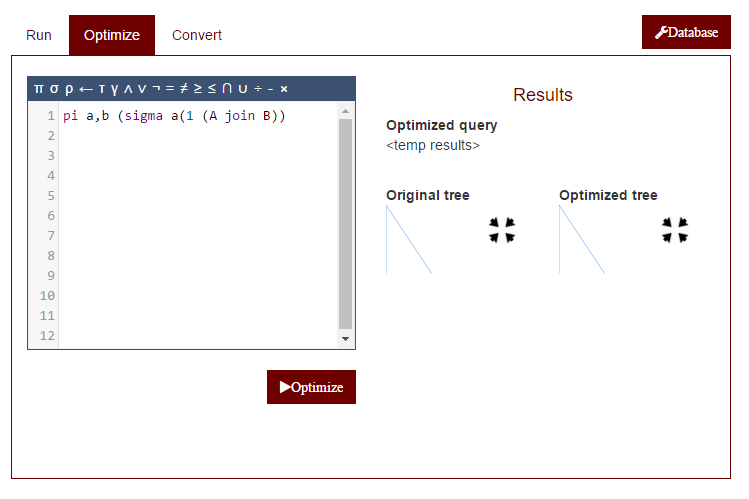 Run Optimize Convert Database
π σ ρ ← τ γ ∧ ∨ ¬ = ≠ ≥ ≤ ∩ ∪ ÷ - ×
Results
1 pi a,b (sigma a(1 (A join B))
2
3
4
5
6
7
8
9
10
11
12
Optimized query
<temp results>
Original tree Optimized tree
Optimize